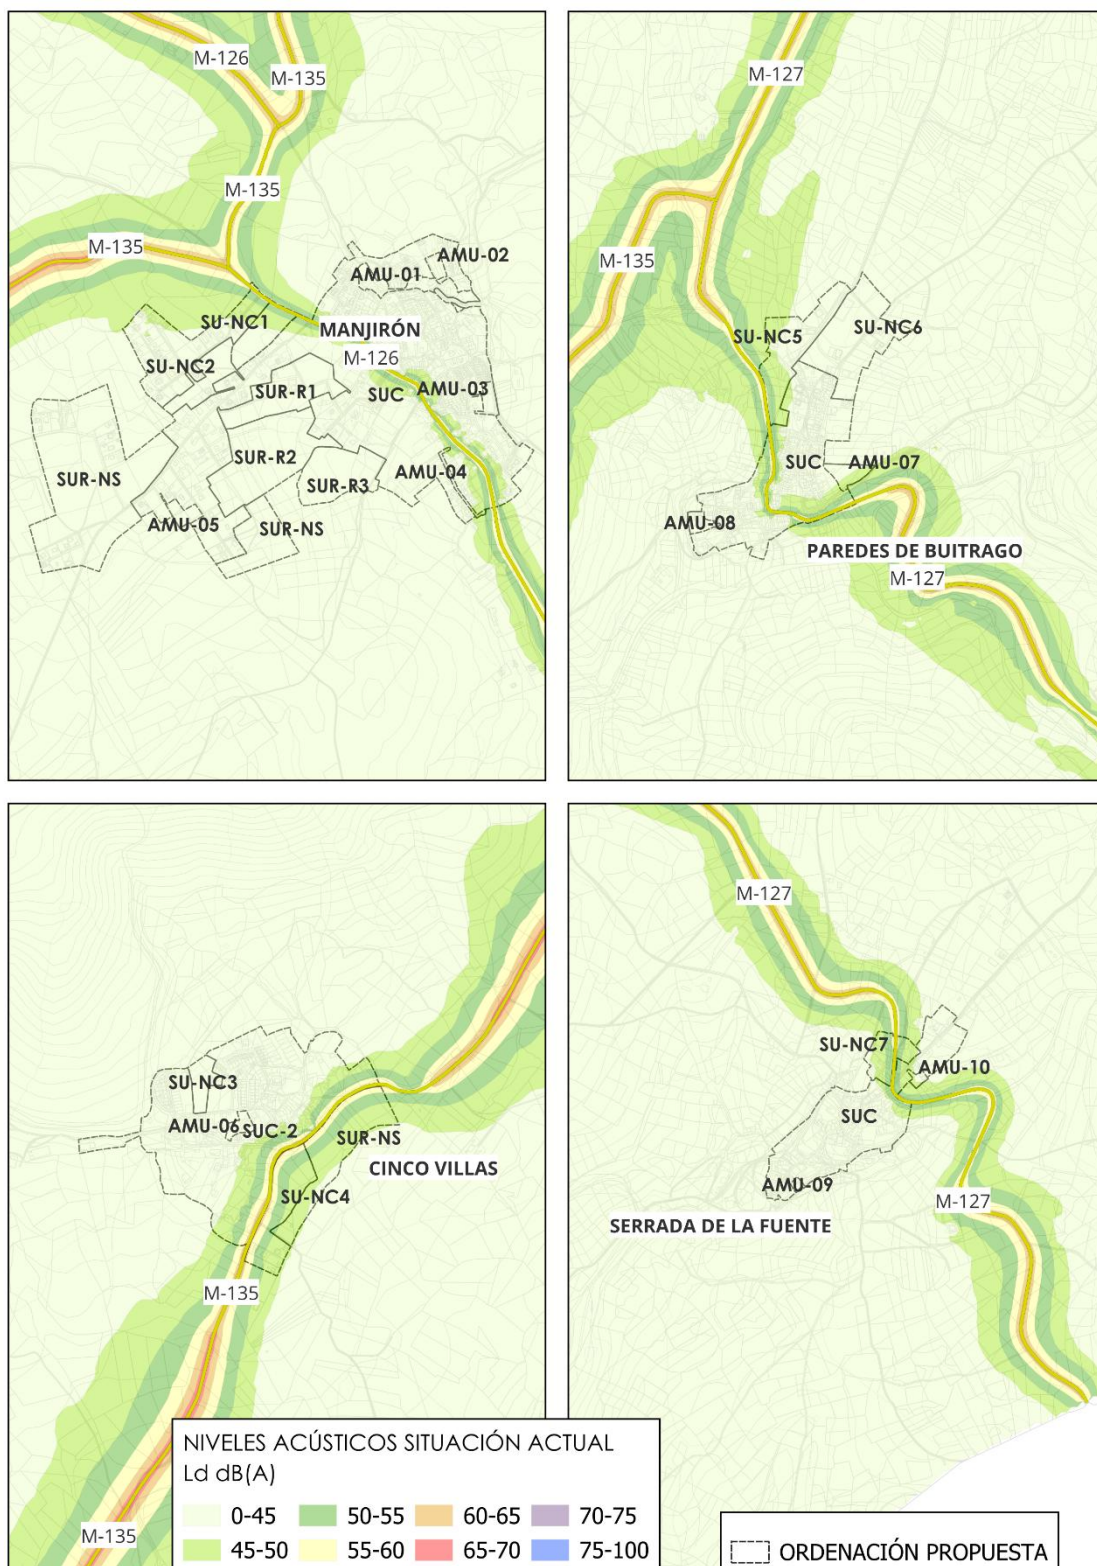 M-126
M-135
M-135
M-135
AMU-02
AMU-01
SU-NC1
MANJIRÓN
M-126
SU-NC2
SUR-R1
SUC
AMU-03
SUR-NS
SUR-R2
SUR-R3
AMU-04
AMU-05
SUR-NS
M-127
M-135
SU-NC5
SU-NC6
SUC
AMU-07
AMU-08
PAREDES DE BUITRAGO
M-127
SU-NC3
AMU-06
SUC-2
SUR-NS
CINCO VILLAS
SU-NC4
M-135
M-135
M-127
SU-NC7
AMU-10
SUC
AMU-09
M-127
SERRADA DE LA FUENTE
NIVELES ACÚSTICOS SITUACIÓN ACTUAL
Ld dB(A)
0-45 50-55 60-65 70-75
45-50 55-60 65-70 75-100
ORDENACIÓN PROPUESTA